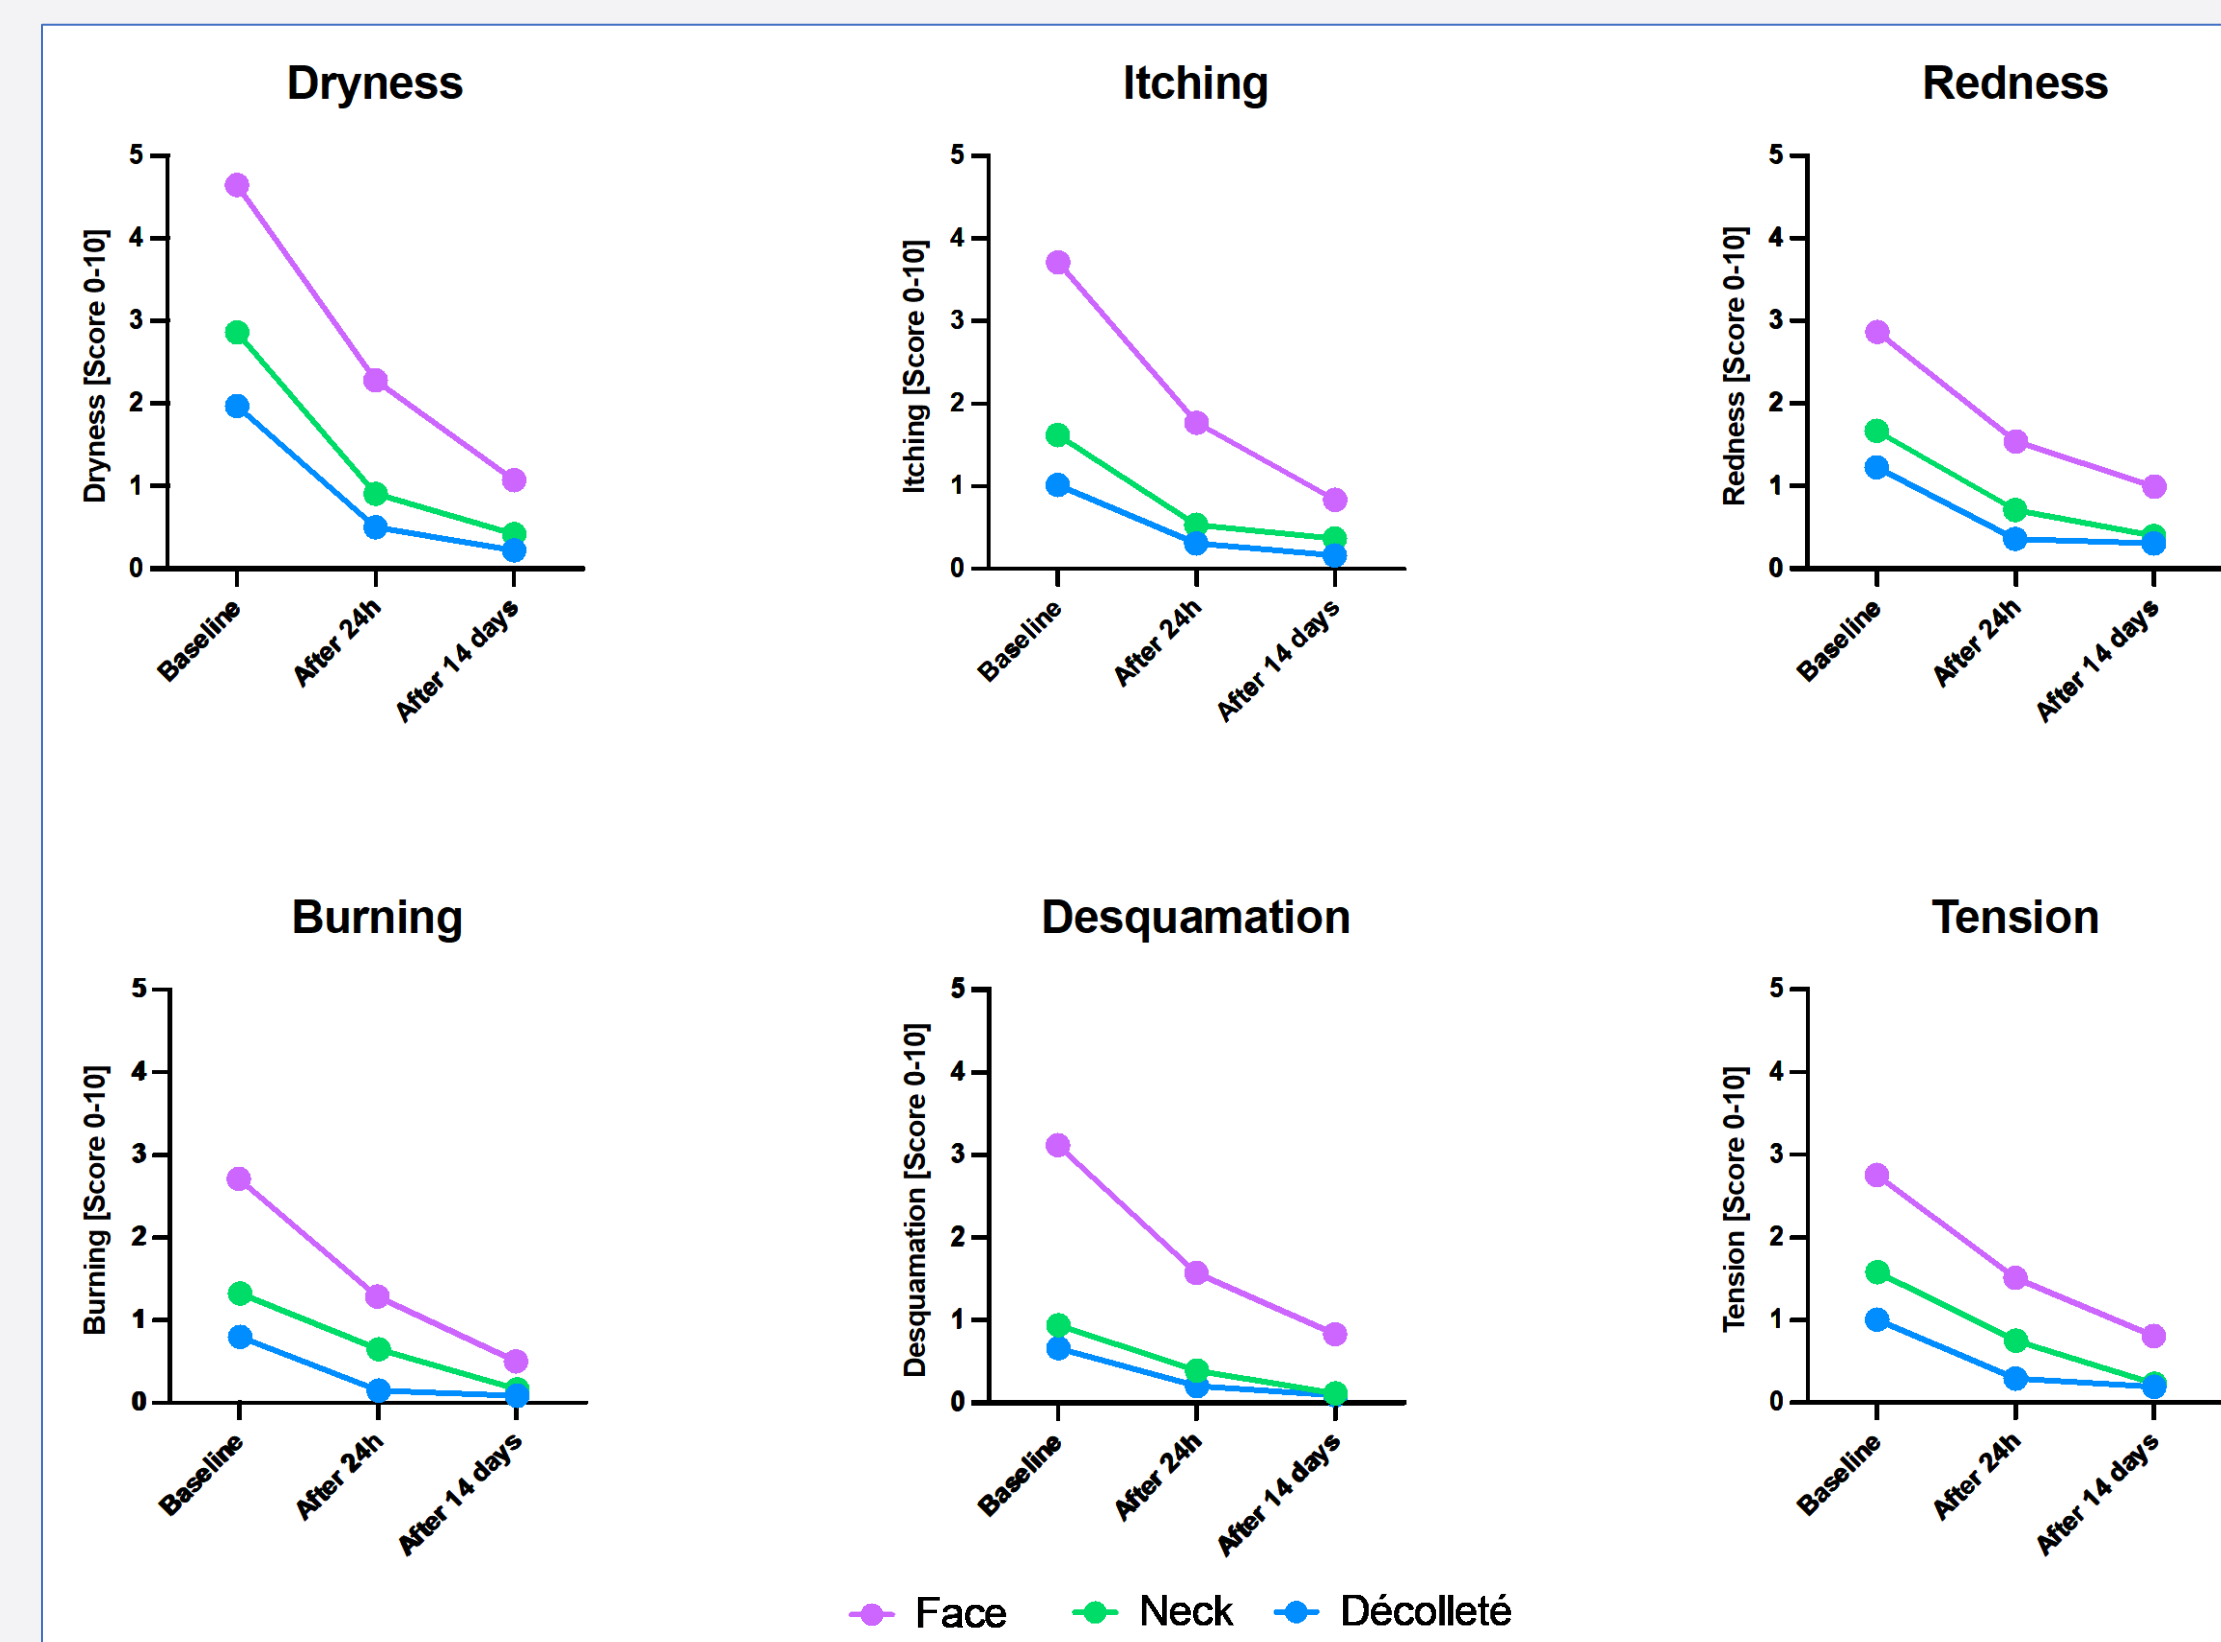 Dryness
Itching
Redness
Dryness [Score 0-10]
5
4
3
2
1
0
Baseline
After 24h
After 14 days
Itching [Score 0-10]
5
4
3
2
1
0
Baseline
After 24h
After 14 days
Redness [Score 0-10]
5
4
3
2
1
0
Baseline
After 24h
After 14 days
Burning
Desquamation
Tension
Burning [Score 0-10]
5
4
3
2
1
0
Baseline
After 24h
After 14 days
Desquamation [Score 0-10]
5
4
3
2
1
0
Baseline
After 24h
After 14 days
Tension [Score 0-10]
5
4
3
2
1
0
Baseline
After 24h
After 14 days
Face Neck Décolleté